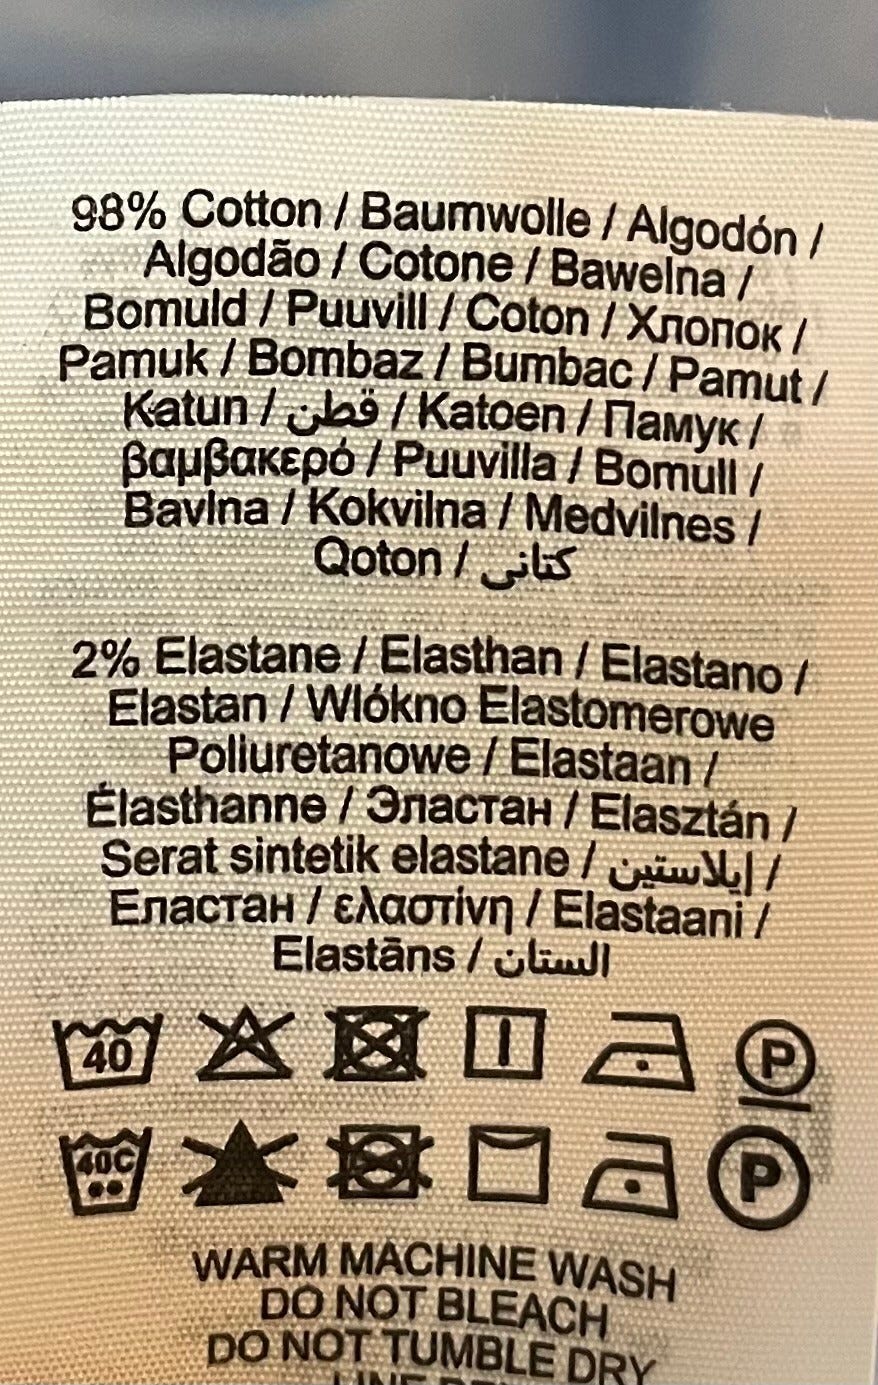 98% Cotton / Baumwolle / Algodón /
Algodão / Cotone / Bawelna /
Bomuld / Puuvill / Coton / Хлопок /
Pamuk / Bombaz / Bumbac / Pamut /
Katun / قطن / Katoen / Памук /
βαμβακερό / Puuvilla / Bomull /
Bavlna / Kokvilna / Medvilnes /
Qoton / كتانى
2% Elastane / Elasthan / Elastano /
Elastan / Wlókno Elastomerowe
Poliuretanowe / Elastaan /
Élasthanne / Эластан / Elasztán /
Serat sintetik elastane / إيلاستين /
Еластан / ελαστίνη / Elastaani /
Elastāns / الستان
40 P
40C P
WARM MACHINE WASH
DO NOT BLEACH
DO NOT TUMBLE DRY